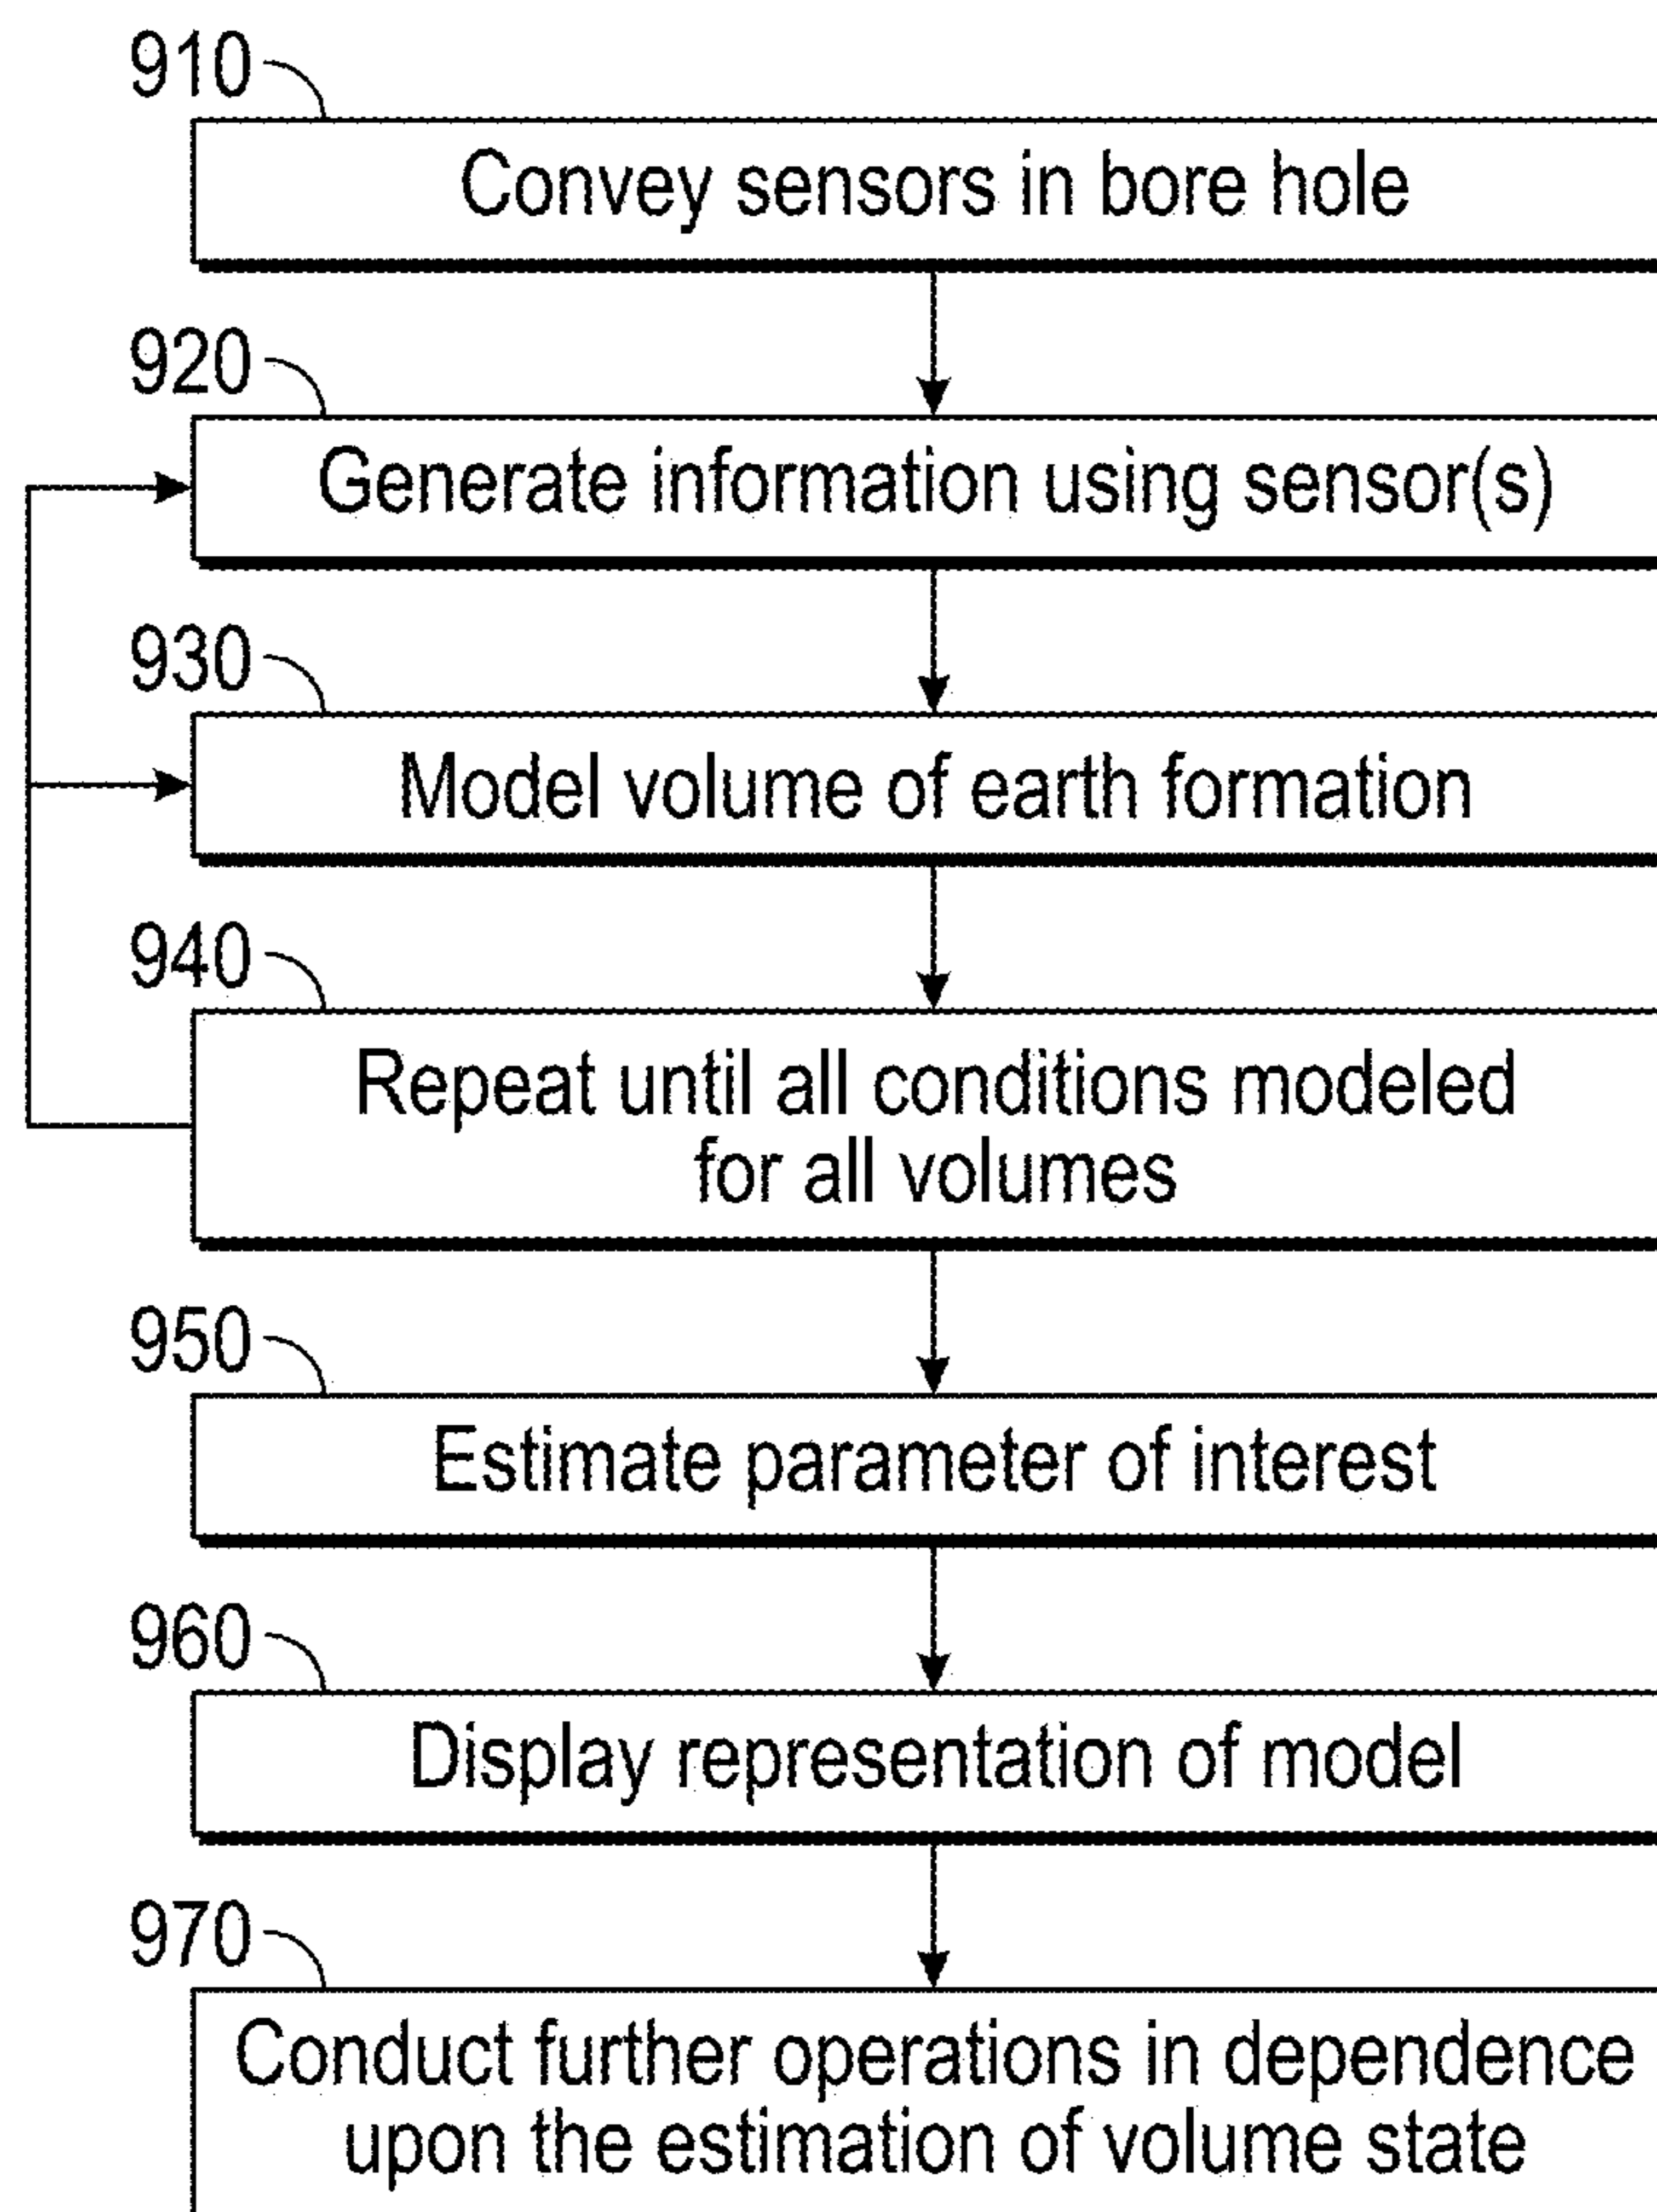 910
Convey sensors in bore hole
920
Generate information using sensor(s)
930
Model volume of earth formation
940
Repeat until all conditions modeled
for all volumes
950
Estimate parameter of interest
960
Display representation of model
970
Conduct further operations in dependence
upon the estimation of volume state